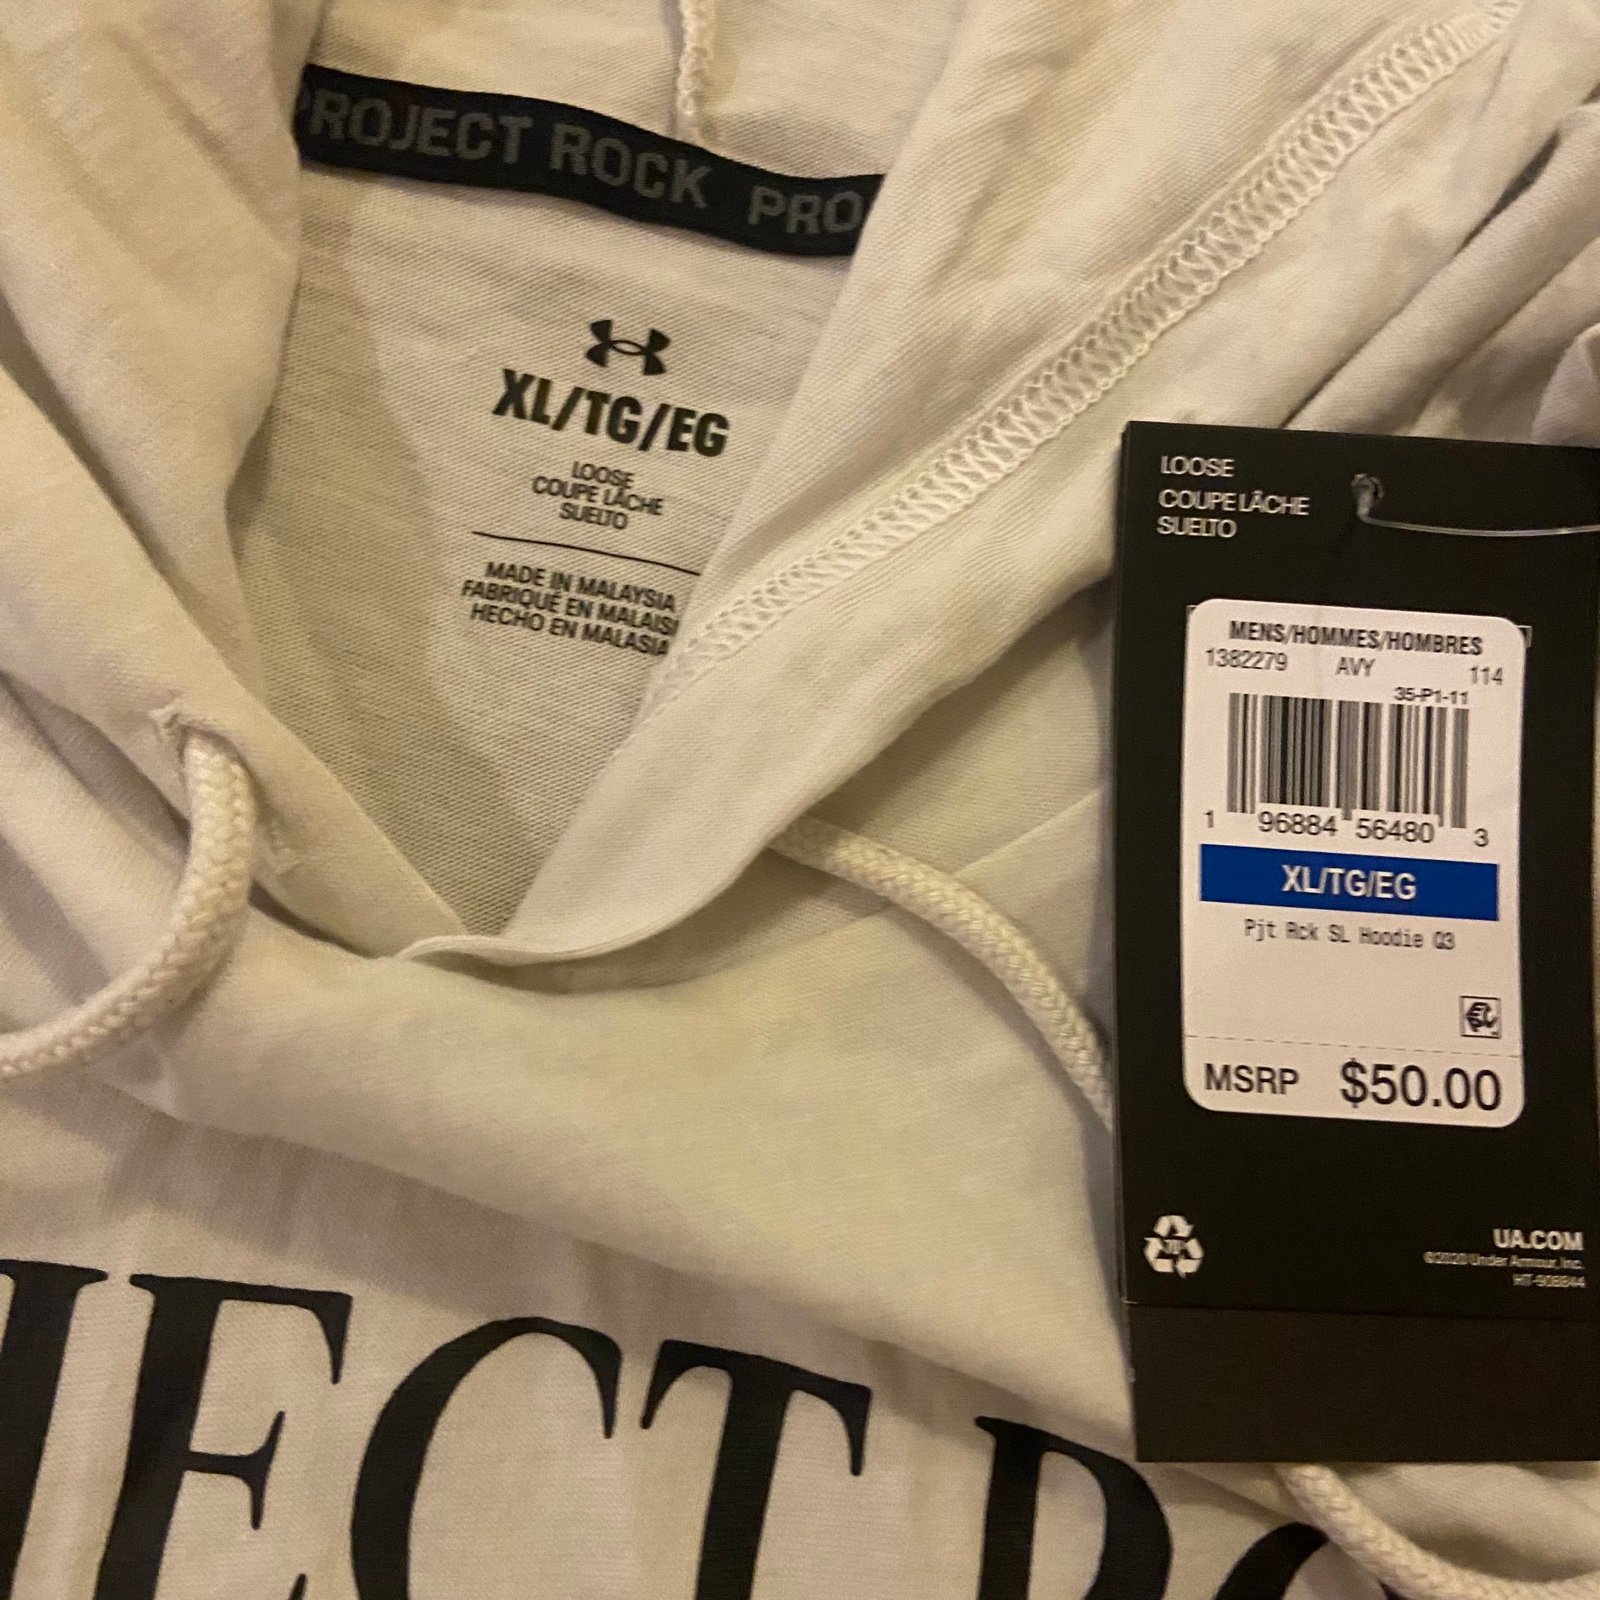 PROJECT ROCK PRO
XL/TG/EG
LOOSE
COUPE LÂCHE
SUELTO
MADE IN MALAYSIA
FABRIQUÉ EN MALAIS
HECHO EN MALASIA
LOOSE
COUPE LÂCHE
SUELTO
MENS/HOMMES/HOMBRES
1382279 AVY 114
35-P1-11
1 96884 56480 3
XL/TG/EG
Pjt Rck SL Hoodie Q3
MSRP $50.00
UA.COM
©2020 Under Armour, Inc.
HT-908844
JECT RO